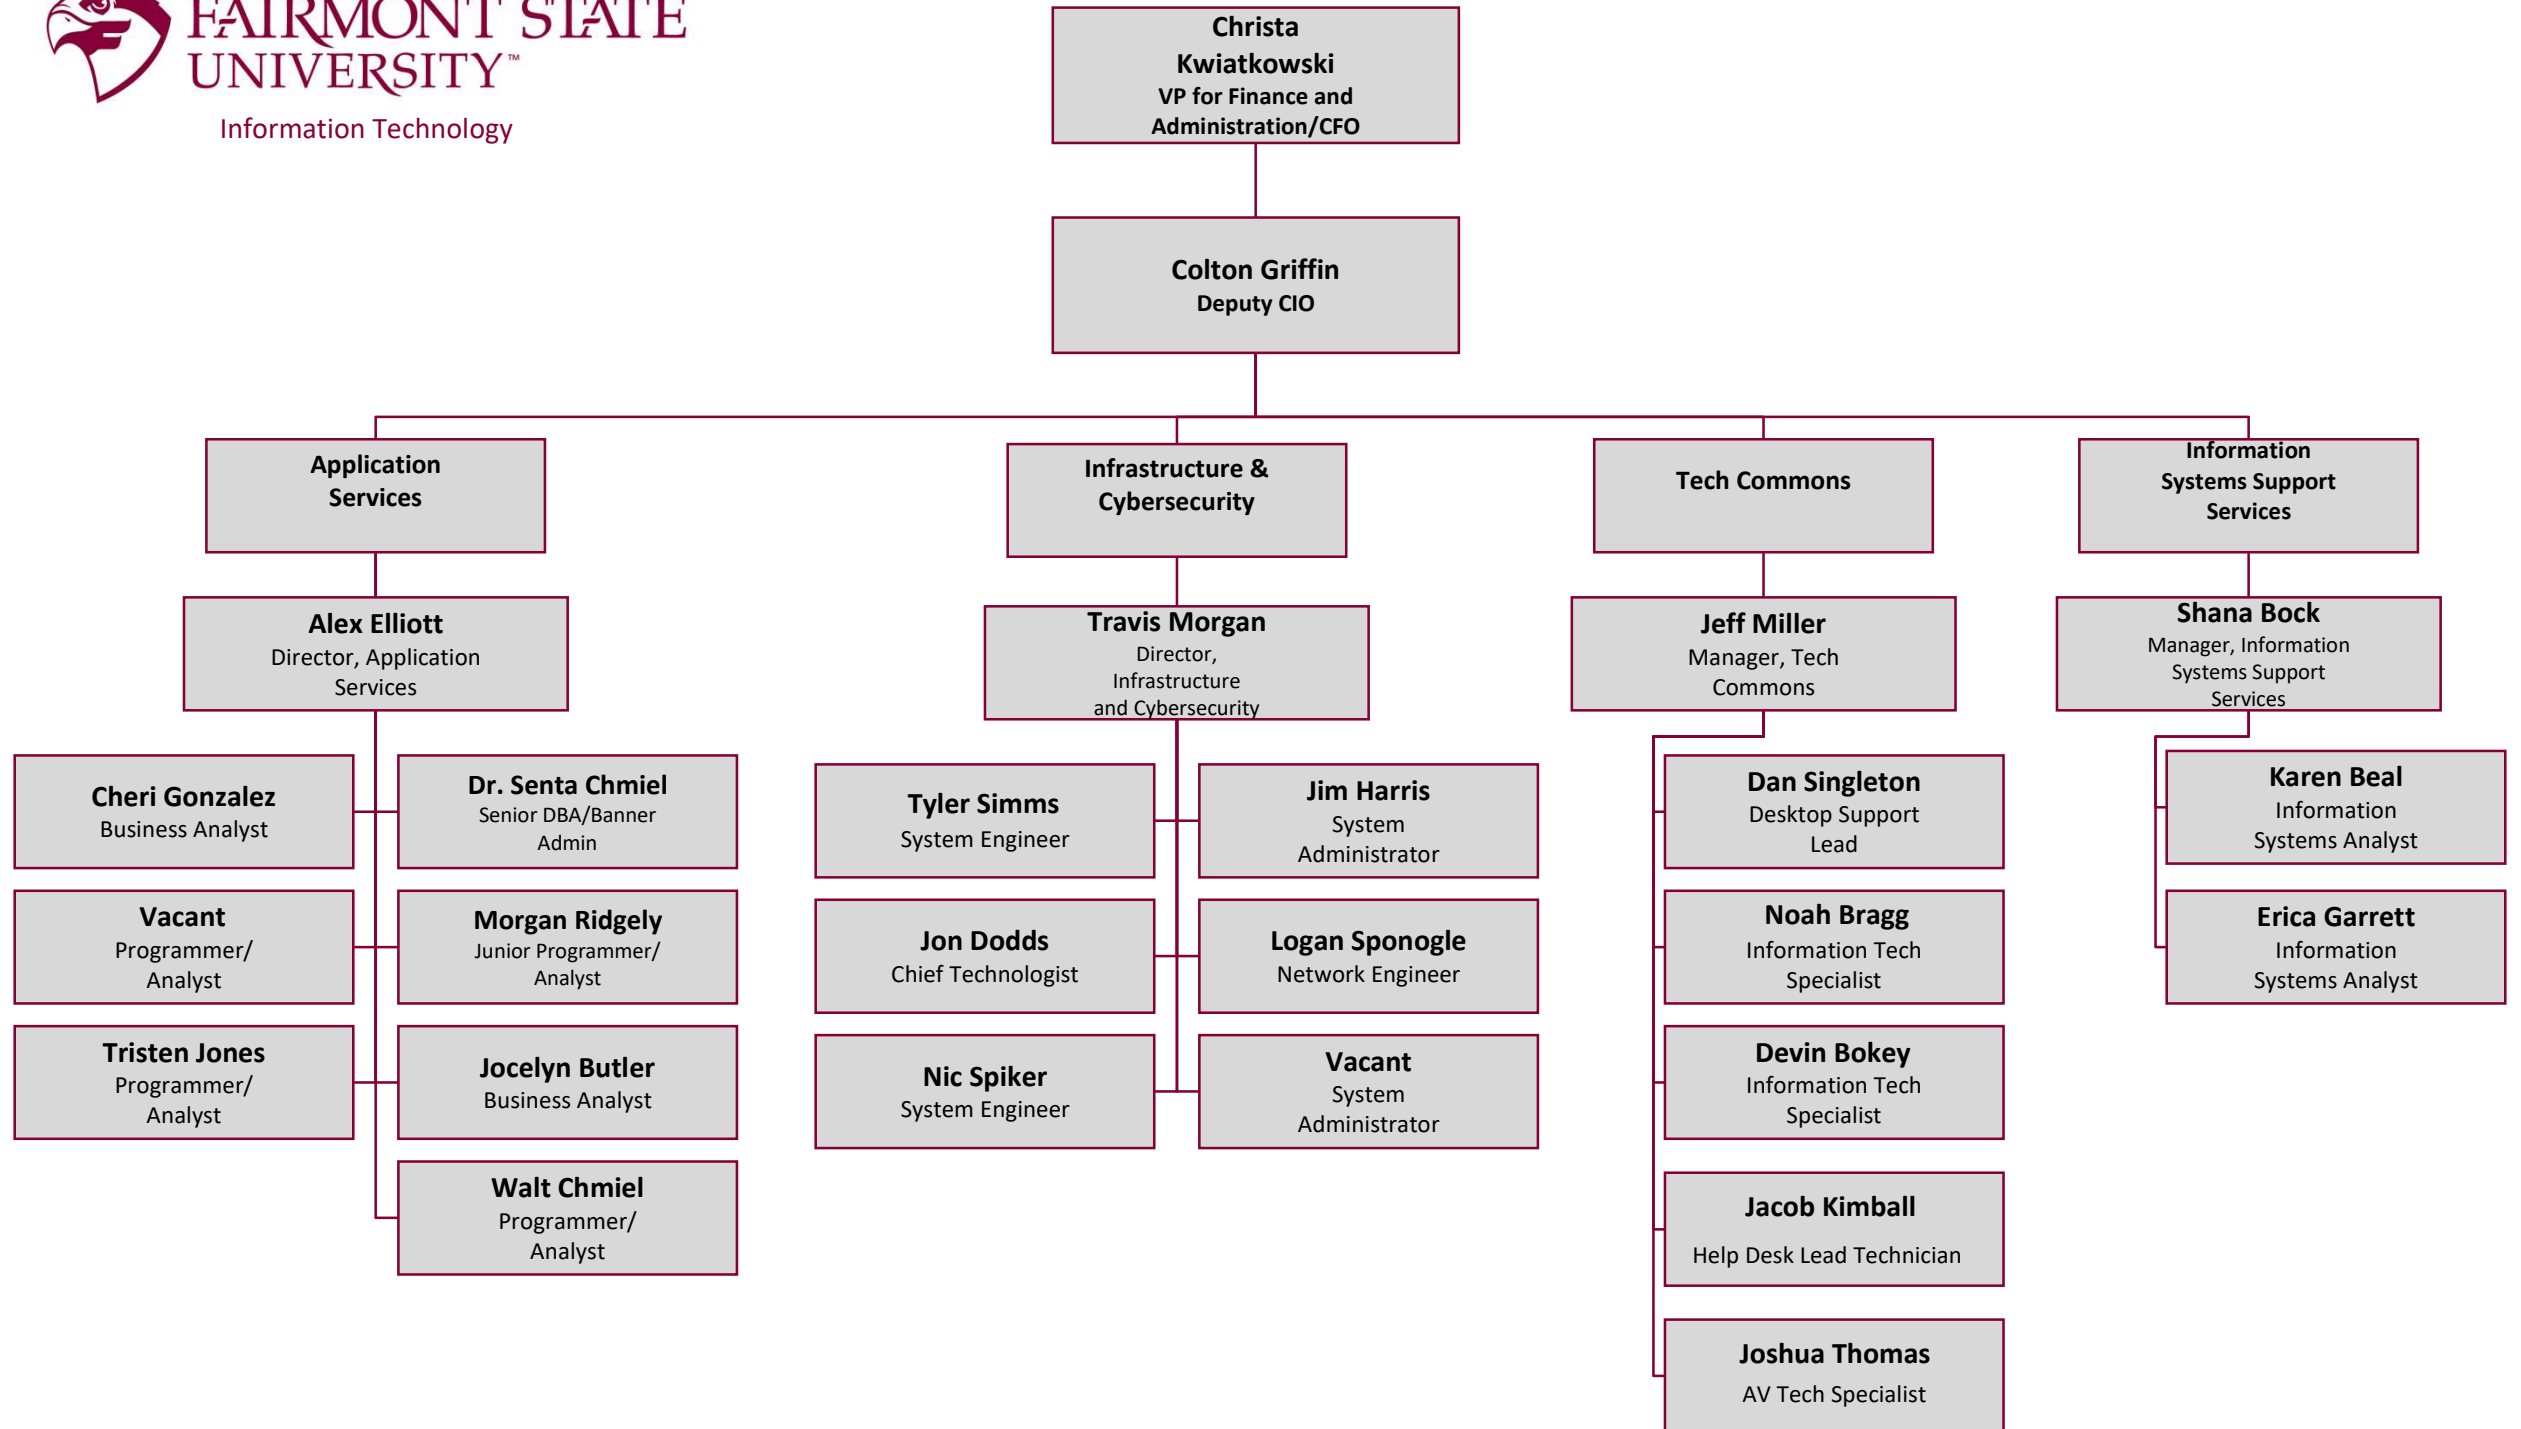 FAIRMONT STATE
UNIVERSITY™
Information Technology
Christa
Kwiatkowski
VP for Finance and
Administration/CFO
Colton Griffin
Deputy CIO
Application
Services
Infrastructure &
Cybersecurity
Tech Commons
Information
Systems Support
Services
Alex Elliott
Director, Application
Services
Travis Morgan
Director,
Infrastructure
and Cybersecurity
Jeff Miller
Manager, Tech
Commons
Shana Bock
Manager, Information
Systems Support
Services
Cheri Gonzalez
Business Analyst
Dr. Senta Chmiel
Senior DBA/Banner
Admin
Vacant
Programmer/
Analyst
Morgan Ridgely
Junior Programmer/
Analyst
Tristen Jones
Programmer/
Analyst
Jocelyn Butler
Business Analyst
Walt Chmiel
Programmer/
Analyst
Tyler Simms
System Engineer
Jim Harris
System
Administrator
Jon Dodds
Chief Technologist
Logan Sponogle
Network Engineer
Nic Spiker
System Engineer
Vacant
System
Administrator
Dan Singleton
Desktop Support
Lead
Noah Bragg
Information Tech
Specialist
Devin Bokey
Information Tech
Specialist
Jacob Kimball
Help Desk Lead Technician
Joshua Thomas
AV Tech Specialist
Karen Beal
Information
Systems Analyst
Erica Garrett
Information
Systems Analyst